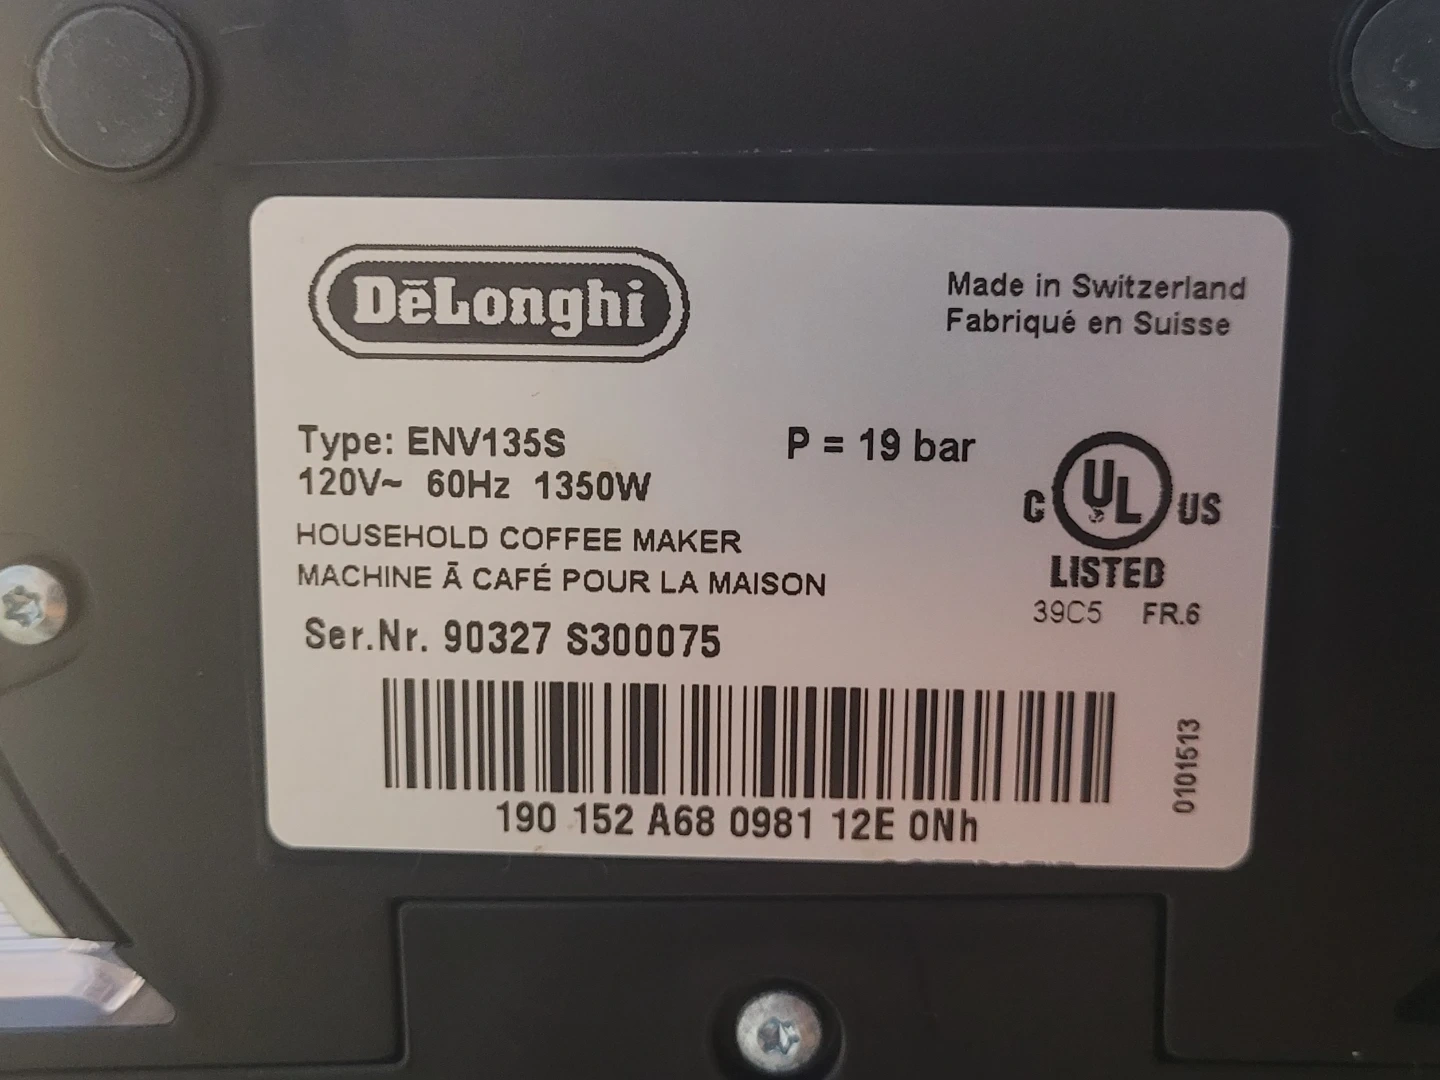 DēLonghi
Made in Switzerland
Fabriqué en Suisse
Type: ENV135S
P = 19 bar
120V~ 60Hz 1350W
HOUSEHOLD COFFEE MAKER
MACHINE Ā CAFÉ POUR LA MAISON
C UL US
LISTED
39C5 FR.6
Ser.Nr. 90327 S300075
190 152 A68 0981 12E 0Nh
0101513